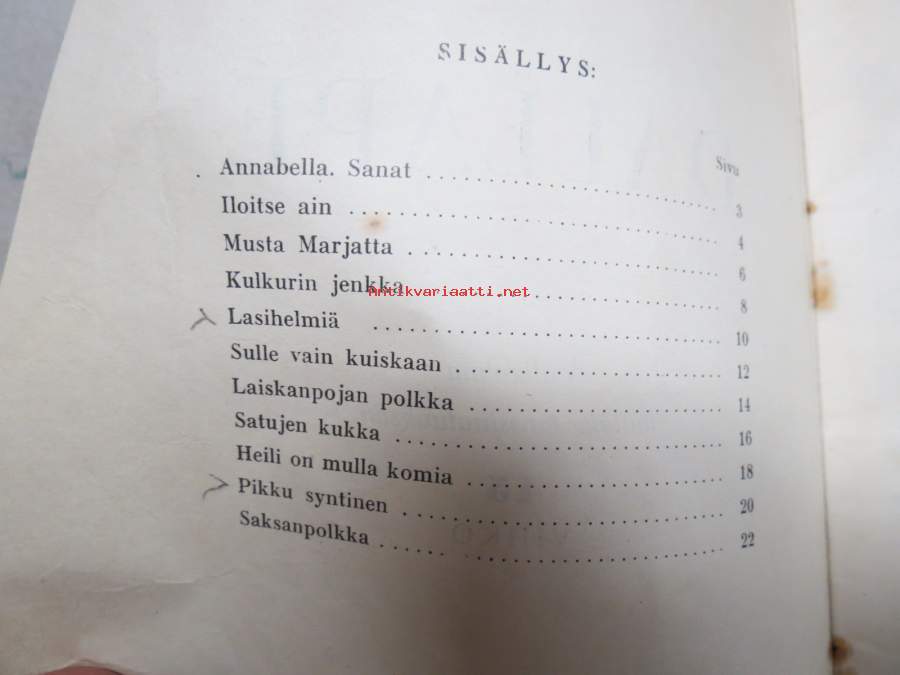 SISÄLLYS:
Sivu
Annabella. Sanat 3
Iloitse ain 4
Musta Marjatta 6
Kulkurin jenkka 8
antikvariaatti.net
Lasihelmiä 10
Sulle vain kuiskaan 12
Laiskanpojan polkka 14
Satujen kukka 16
Heili on mulla komia 18
Pikku syntinen 20
Saksanpolkka 22